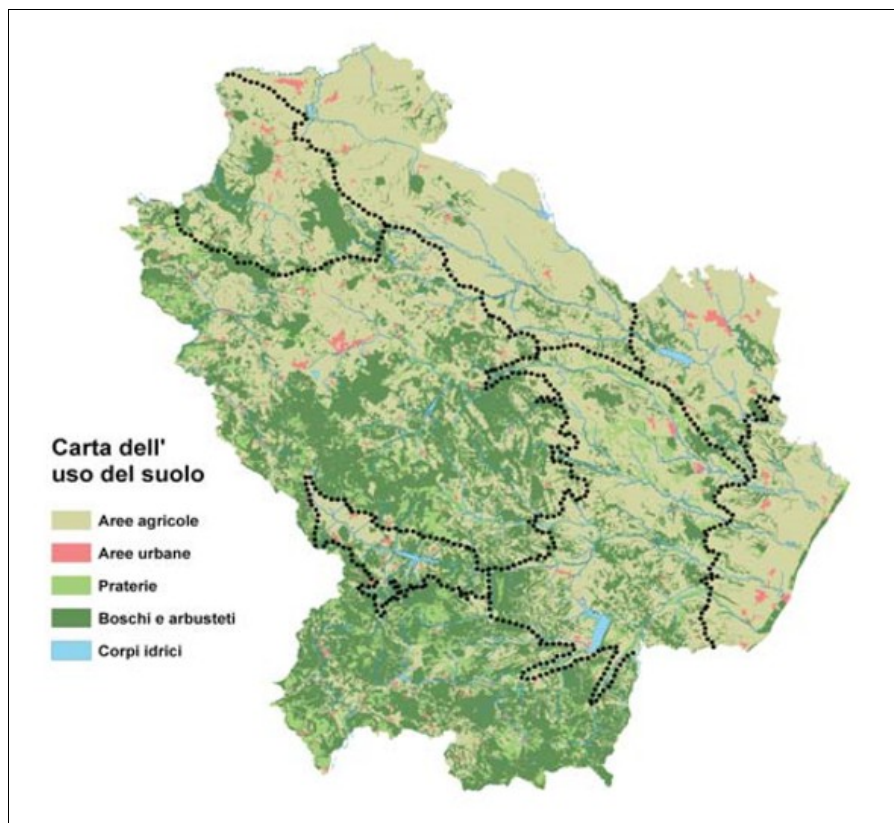 Carta dell'
uso del suolo
Aree agricole
Aree urbane
Praterie
Boschi e arbusteti
Corpi idrici